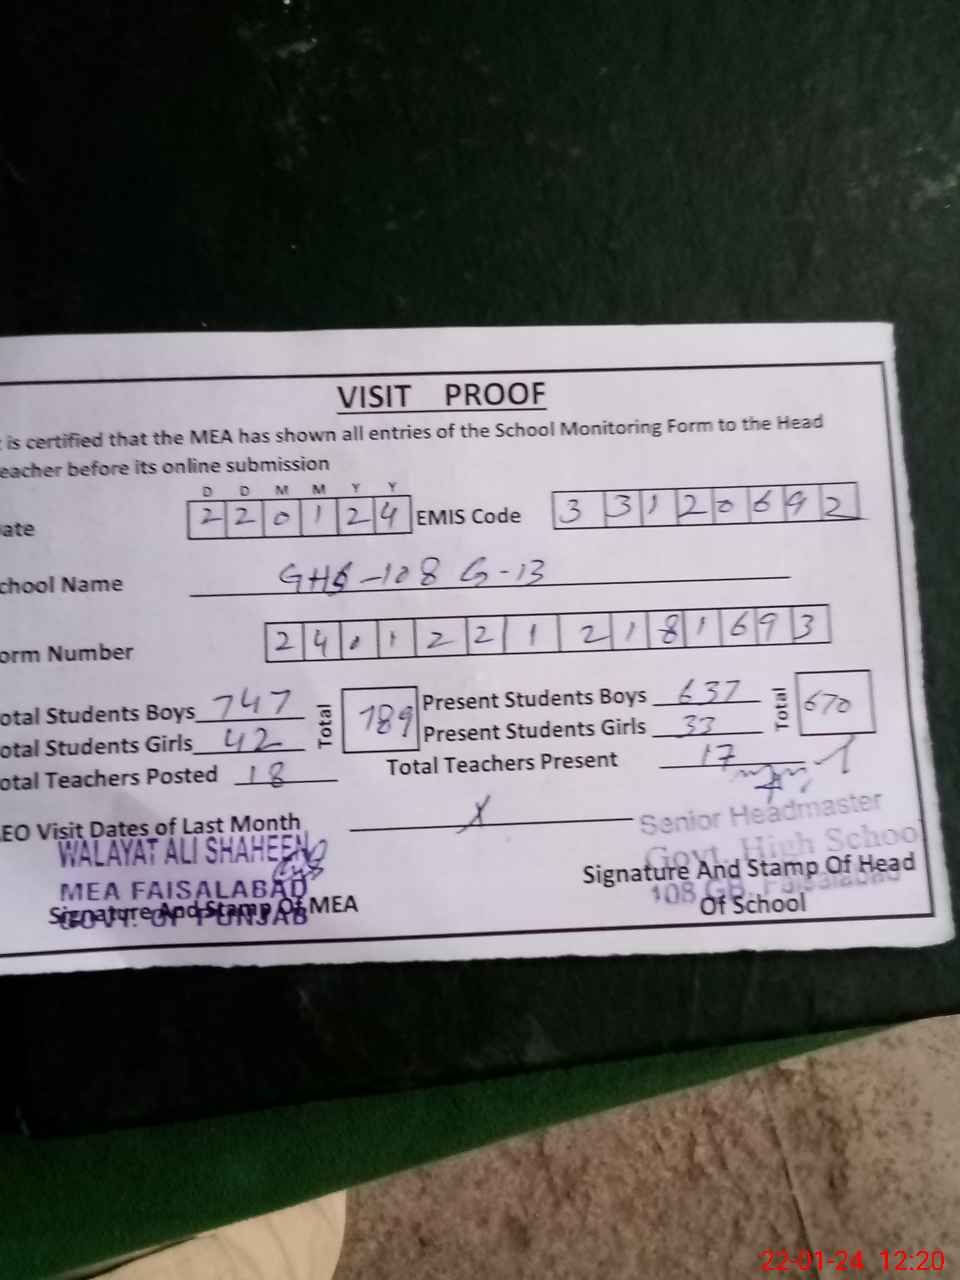 VISIT PROOF
is certified that the MEA has shown all entries of the School Monitoring Form to the Head
eacher before its online submission
D D M M Y Y
ate 2 2 0 1 2 4 EMIS Code 3 3 1 2 0 6 9 2
chool Name GHS-108 G-13
orm Number 2 4 0 1 2 2 1 2 1 8 1 6 9 3
otal Students Boys 747 Total 789 Present Students Boys 637 Total 670
otal Students Girls 42 Present Students Girls 33
otal Teachers Posted 18 Total Teachers Present 17
EO Visit Dates of Last Month X
Senior Headmaster
WALAYAT ALI SHAHEEN
Govt. High Schoo
Signature And Stamp Of Head
MEA FAISALABAD
108 GB, Faisalabad
Signature And Stamp Of MEA
Of School
GOVT. OF PUNJAB
22-01-24 12:20